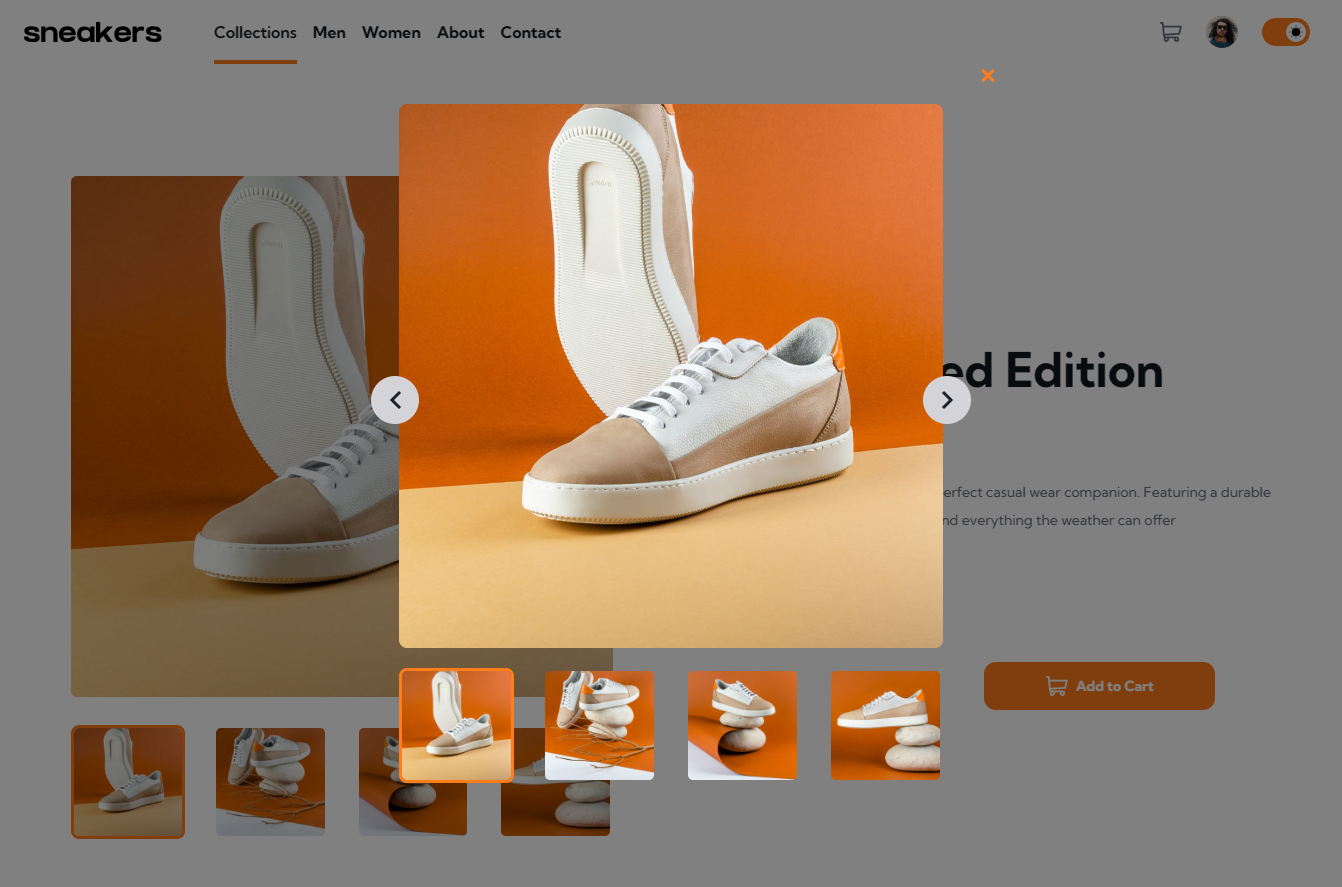 sneakers
Collections Men Women About Contact
ed Edition
erfect casual wear companion. Featuring a durable
nd everything the weather can offer
Add to Cart